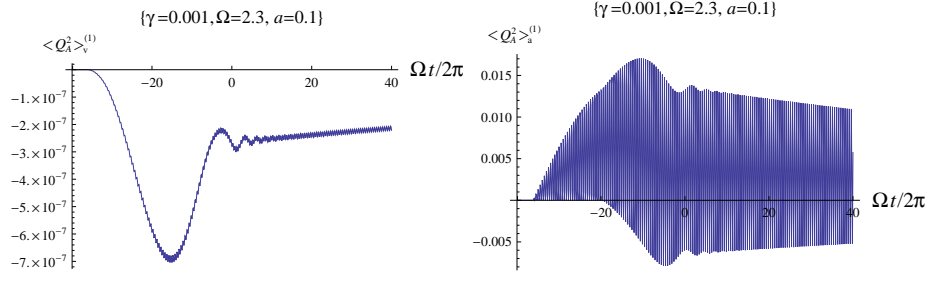 {γ=0.001, Ω=2.3, a=0.1}
<Q_A^2>_v^(1)
-20 0 20 40 Ωt/2π
-1.×10^-7
-2.×10^-7
-3.×10^-7
-4.×10^-7
-5.×10^-7
-6.×10^-7
-7.×10^-7
{γ=0.001, Ω=2.3, a=0.1}
<Q_A^2>_a^(1)
0.015
0.010
0.005
-20 0 20 40 Ωt/2π
-0.005